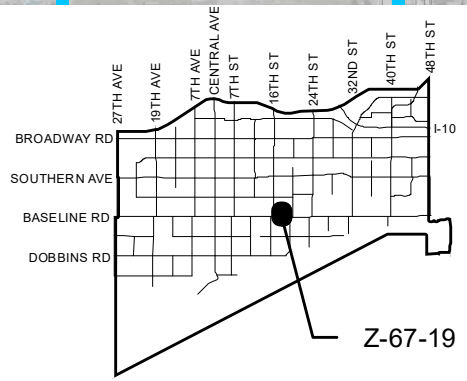 27TH AVE
19TH AVE
7TH AVE
CENTRAL AVE
7TH ST
16TH ST
24TH ST
32ND ST
40TH ST
48TH ST
I-10
BROADWAY RD
SOUTHERN AVE
BASELINE RD
DOBBINS RD
Z-67-19